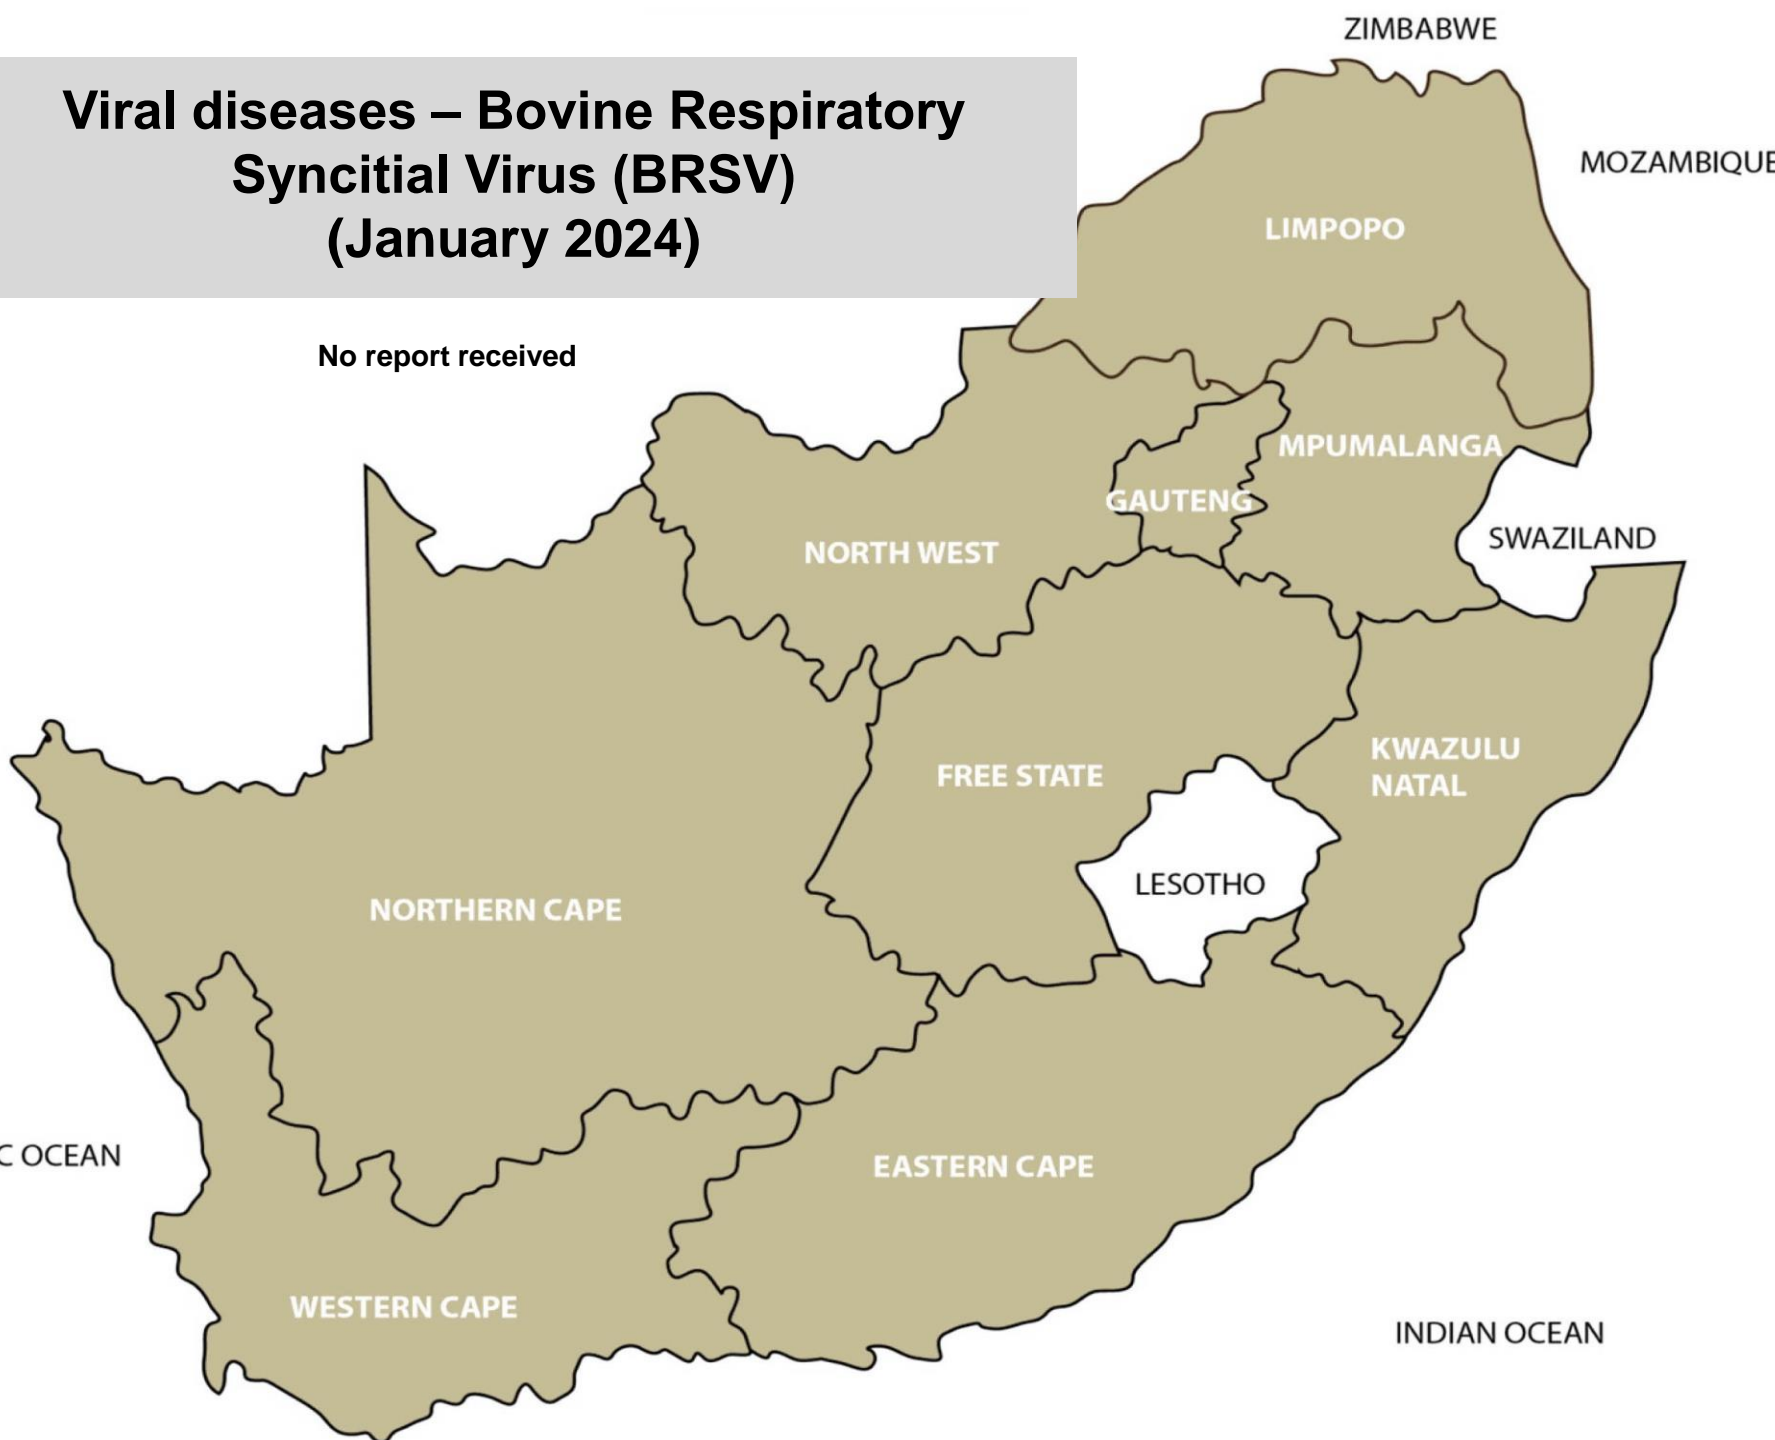 ZIMBABWE
Viral diseases – Bovine Respiratory
Syncitial Virus (BRSV)
(January 2024)
MOZAMBIQUE
LIMPOPO
No report received
MPUMALANGA
GAUTENG
SWAZILAND
NORTH WEST
KWAZULU
NATAL
FREE STATE
LESOTHO
NORTHERN CAPE
C OCEAN
EASTERN CAPE
WESTERN CAPE
INDIAN OCEAN